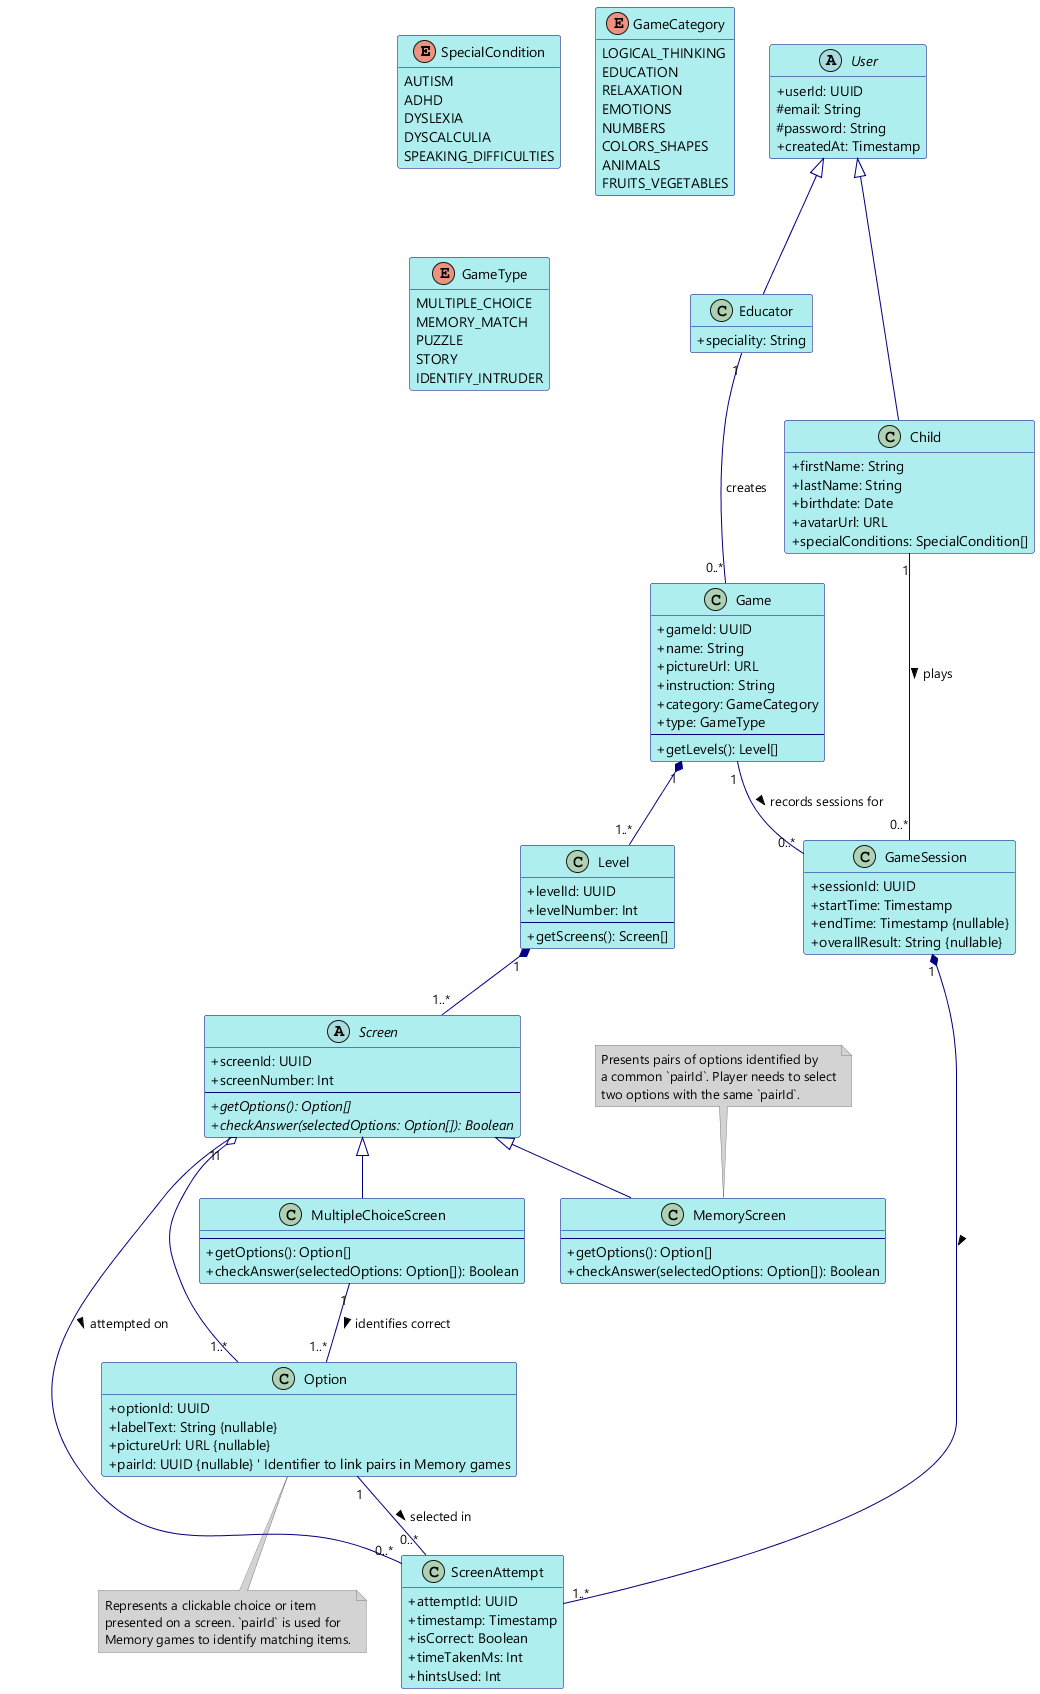 E SpecialCondition
AUTISM
ADHD
DYSLEXIA
DYSCALCULIA
SPEAKING_DIFFICULTIES
E GameCategory
LOGICAL_THINKING
EDUCATION
RELAXATION
EMOTIONS
NUMBERS
COLORS_SHAPES
ANIMALS
FRUITS_VEGETABLES
A User
+userId: UUID
#email: String
#password: String
+createdAt: Timestamp
E GameType
MULTIPLE_CHOICE
MEMORY_MATCH
PUZZLE
STORY
IDENTIFY_INTRUDER
C Educator
+speciality: String
1
creates
0..*
C Child
+firstName: String
+lastName: String
+birthdate: Date
+avatarUrl: URL
+specialConditions: SpecialCondition[]
1
plays
0..*
C Game
+gameId: UUID
+name: String
+pictureUrl: URL
+instruction: String
+category: GameCategory
+type: GameType
+getLevels(): Level[]
1
1
records sessions for
1..*
0..*
C Level
+levelId: UUID
+levelNumber: Int
+getScreens(): Screen[]
1
1..*
C GameSession
+sessionId: UUID
+startTime: Timestamp
+endTime: Timestamp {nullable}
+overallResult: String {nullable}
1
A Screen
+screenId: UUID
+screenNumber: Int
+getOptions(): Option[]
+checkAnswer(selectedOptions: Option[]): Boolean
11
Presents pairs of options identified by
a common `pairId`. Player needs to select
two options with the same `pairId`.
C MultipleChoiceScreen
+getOptions(): Option[]
+checkAnswer(selectedOptions: Option[]): Boolean
C MemoryScreen
+getOptions(): Option[]
+checkAnswer(selectedOptions: Option[]): Boolean
1
attempted on
identifies correct
1..*
1..*
C Option
+optionId: UUID
+labelText: String {nullable}
+pictureUrl: URL {nullable}
+pairId: UUID {nullable} ' Identifier to link pairs in Memory games
1
selected in
0..*
0..*
1..*
Represents a clickable choice or item
presented on a screen. `pairId` is used for
Memory games to identify matching items.
C ScreenAttempt
+attemptId: UUID
+timestamp: Timestamp
+isCorrect: Boolean
+timeTakenMs: Int
+hintsUsed: Int